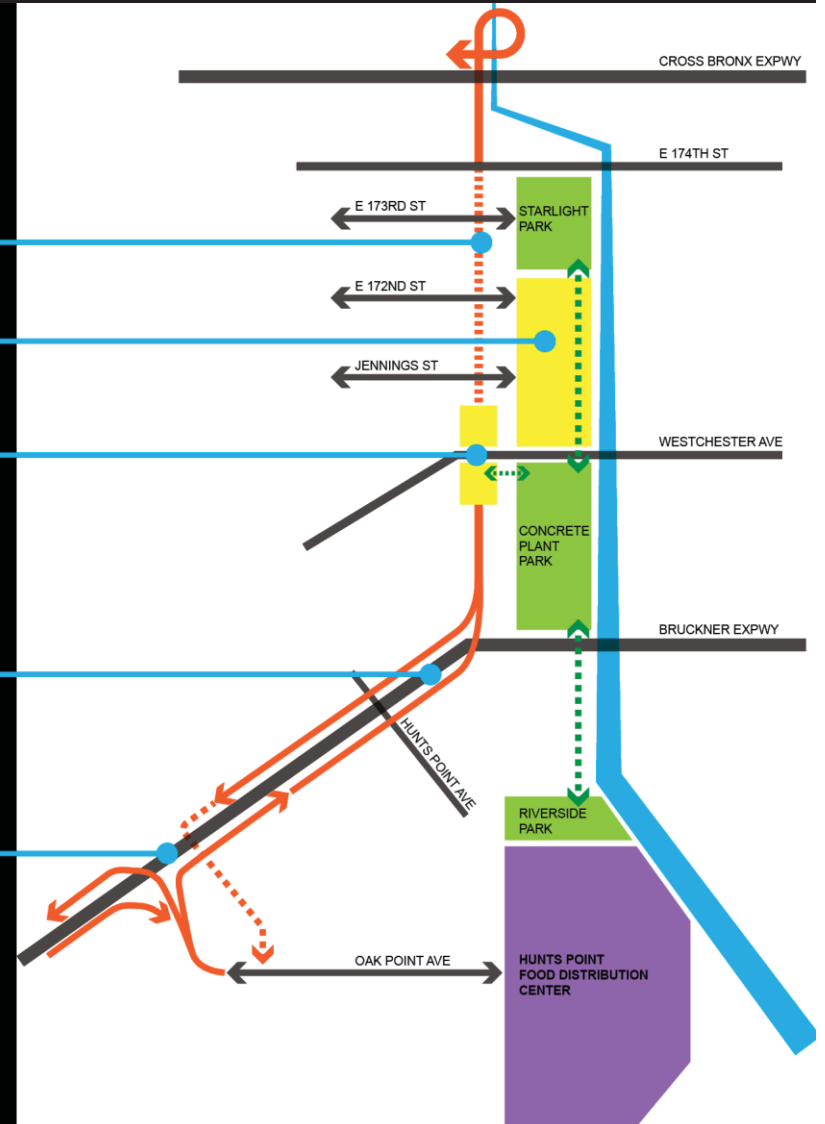 CROSS BRONX EXPWY
E 174TH ST
E 173RD ST
STARLIGHT
PARK
E 172ND ST
JENNINGS ST
WESTCHESTER AVE
CONCRETE
PLANT
PARK
BRUCKNER EXPWY
HUNTS POINT AVE
RIVERSIDE
PARK
OAK POINT AVE
HUNTS POINT
FOOD DISTRIBUTION
CENTER